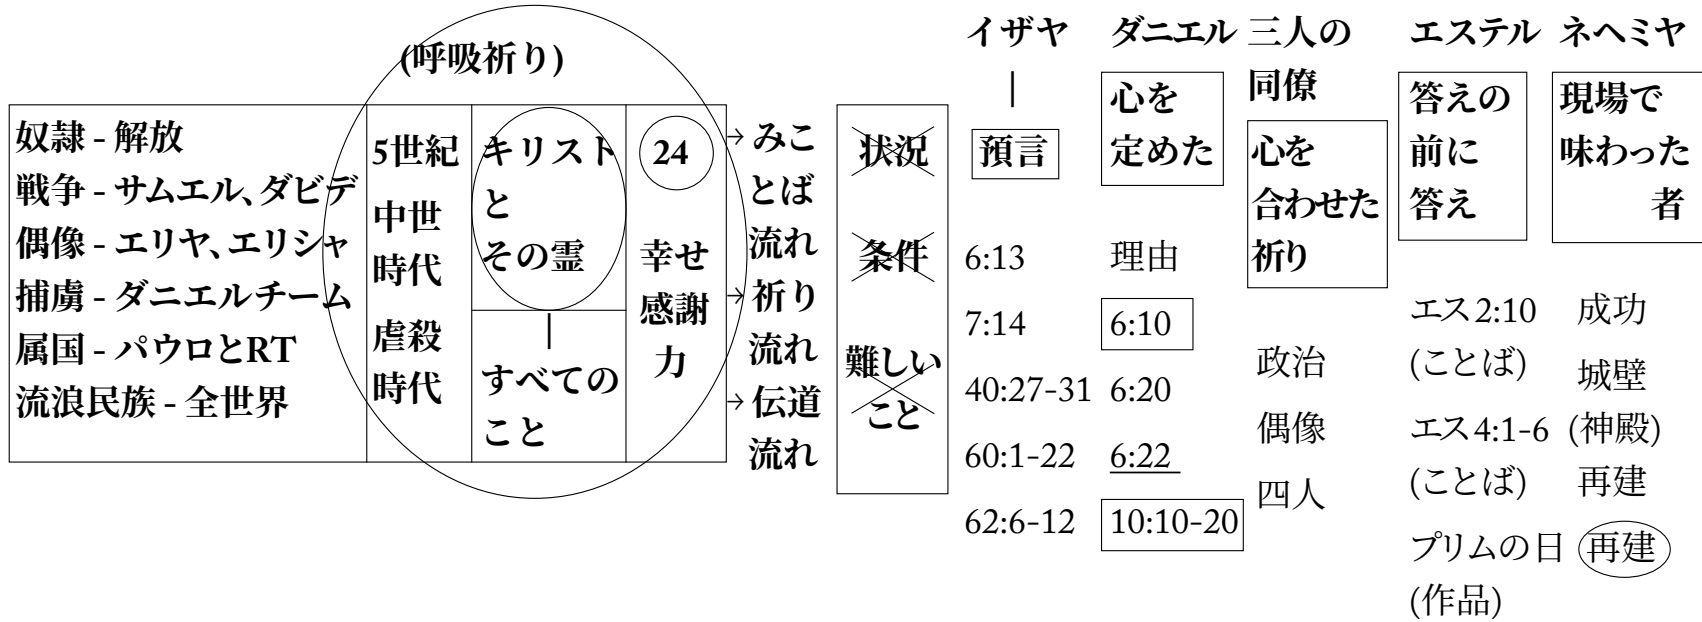 (呼吸祈り)
奴隷 - 解放
戦争 - サムエル、ダビデ
偶像 - エリヤ、エリシャ
捕虜 - ダニエルチーム
属国 - パウロとRT
流浪民族 - 全世界
5世紀
中世
時代
虐殺
時代
キリスト
と
その霊
|
すべての
こと
24
幸せ
感謝
力
→ みこ
とば
流れ
→ 祈り
流れ
→ 伝道
流れ
状況
条件
難しい
こと
イザヤ
|
預言
6:13
7:14
40:27-31
60:1-22
62:6-12
ダニエル
心を
定めた
理由
6:10
6:20
6:22
10:10-20
三人の
同僚
心を
合わせた
祈り
政治
偶像
四人
エステル
答えの
前に
答え
エス2:10
(ことば)
エス4:1-6
(ことば)
プリムの日
(作品)
ネヘミヤ
現場で
味わった
者
成功
城壁
(神殿)
再建
再建